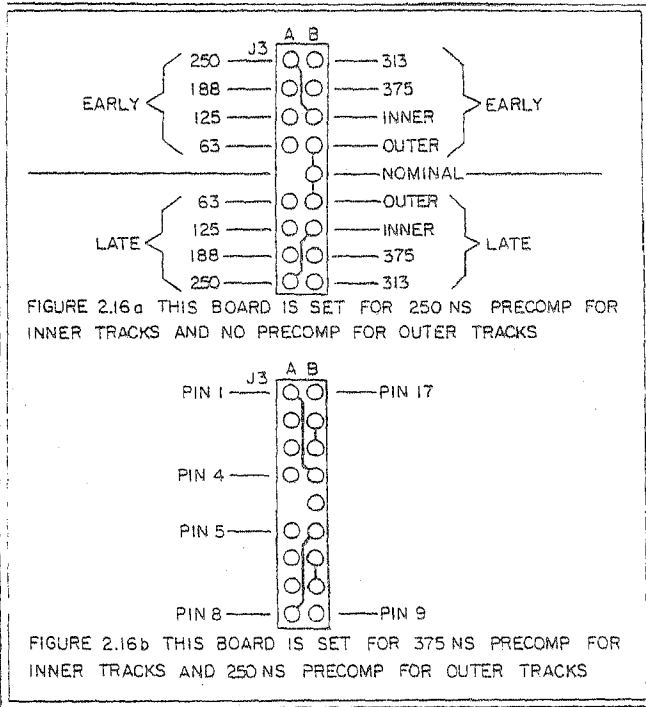 J3 A B
250 313
188 375
EARLY 125 INNER EARLY
63 OUTER
NOMINAL
63 OUTER
125 INNER
LATE 188 375 LATE
250 313
FIGURE 2.16a THIS BOARD IS SET FOR 250 NS PRECOMP FOR
INNER TRACKS AND NO PRECOMP FOR OUTER TRACKS
J3 A B
PIN 1 PIN 17
PIN 4
PIN 5
PIN 8 PIN 9
FIGURE 2.16b THIS BOARD IS SET FOR 375 NS PRECOMP FOR
INNER TRACKS AND 250 NS PRECOMP FOR OUTER TRACKS